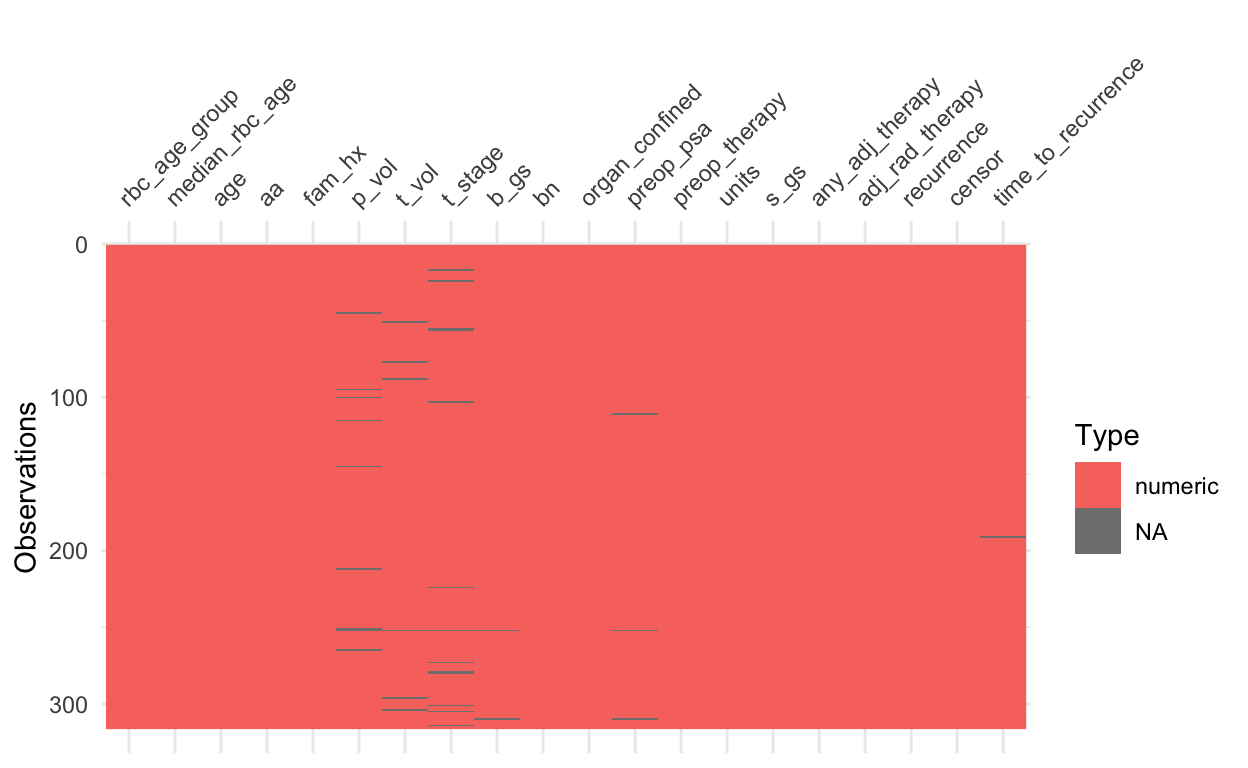 rbc_age_group
median_rbc_age
age
aa
fam_hx
p_vol
t_vol
t_stage
b_gs
bn
organ_confined
preop_psa
preop_therapy
units
s_gs
any_adj_therapy
adj_rad_therapy
recurrence
censor
time_to_recurrence
0
100
200
300
Observations
Type
numeric
NA